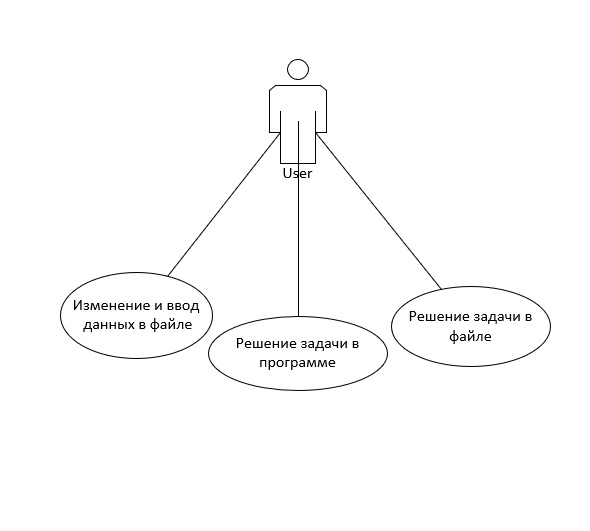 User
Изменение и ввод
данных в файле
Решение задачи в
программе
Решение задачи в
файле